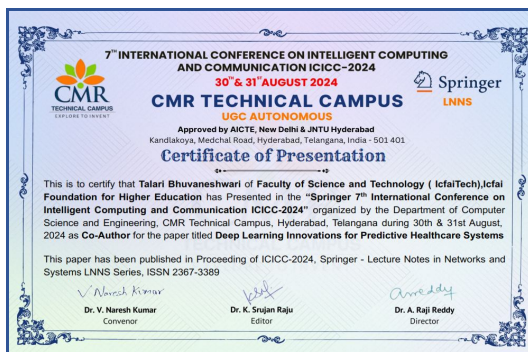 7TH INTERNATIONAL CONFERENCE ON INTELLIGENT COMPUTING
AND COMMUNICATION ICICC-2024
30th & 31st AUGUST 2024
CMR
TECHNICAL CAMPUS
EXPLORE TO INVENT
Springer
LNNS
CMR TECHNICAL CAMPUS
UGC AUTONOMOUS
Approved by AICTE, New Delhi & JNTU Hyderabad
Kandlakoya, Medchal Road, Hyderabad, Telangana, India - 501 401
Certificate of Presentation
This is to certify that Talari Bhuvaneshwari of Faculty of Science and Technology ( IcfaiTech),Icfai
Foundation for Higher Education has Presented in the “Springer 7th International Conference on
Intelligent Computing and Communication ICICC-2024” organized by the Department of Computer
Science and Engineering, CMR Technical Campus, Hyderabad, Telangana during 30th & 31st August,
2024 as Co-Author for the paper titled Deep Learning Innovations for Predictive Healthcare Systems
This paper has been published in Proceeding of ICICC-2024, Springer - Lecture Notes in Networks and
Systems LNNS Series, ISSN 2367-3389
V Naresh Kumar
Dr. V. Naresh Kumar
Convenor
Dr. K. Srujan Raju
Editor
Dr. A. Raji Reddy
Director